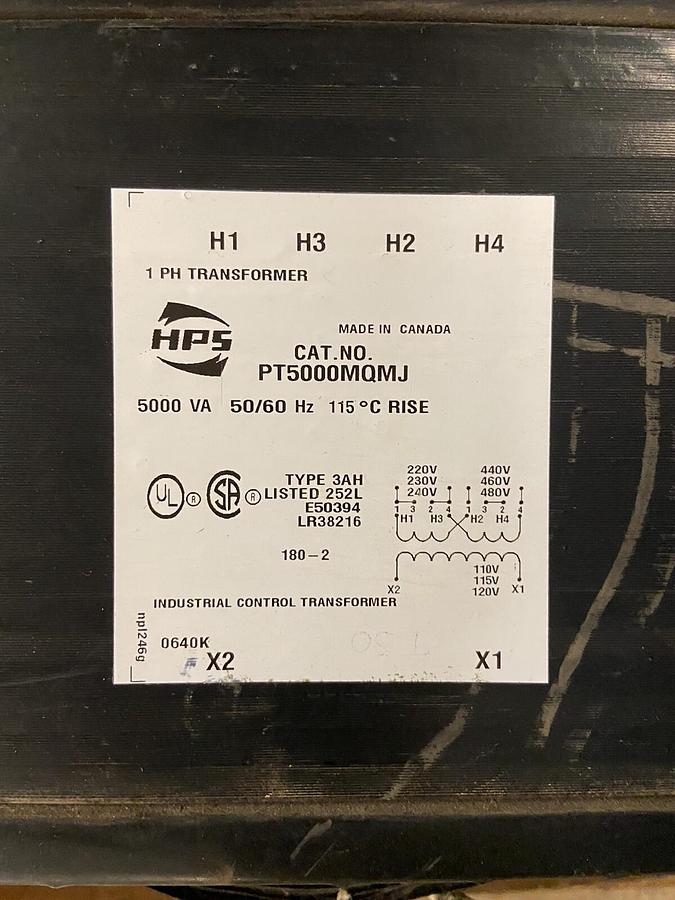 H1 H3 H2 H4
1 PH TRANSFORMER
HPS
MADE IN CANADA
CAT.NO.
PT5000MQMJ
5000 VA 50/60 Hz 115 °C RISE
UL ®
SA ®
TYPE 3AH
LISTED 252L
E50394
LR38216
180-2
220V 440V
230V 460V
240V 480V
1 3 2 4 1 3 2 4
H1 H3 H2 H4
110V
115V
120V
X2 X1
INDUSTRIAL CONTROL TRANSFORMER
npl246g
0640K
X2 X1